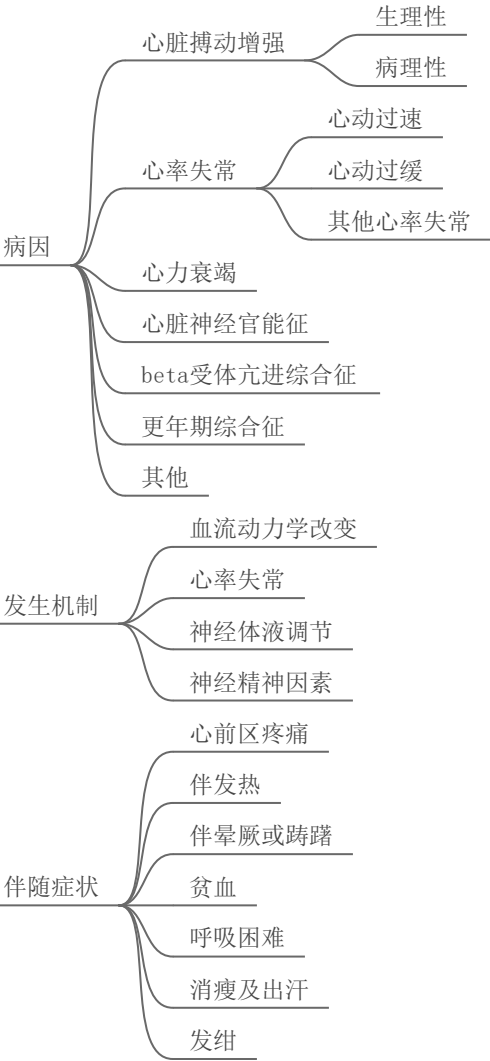 病因
心脏搏动增强
生理性
病理性
心率失常
心动过速
心动过缓
其他心率失常
心力衰竭
心脏神经官能征
beta受体亢进综合征
更年期综合征
其他
发生机制
血流动力学改变
心率失常
神经体液调节
神经精神因素
伴随症状
心前区疼痛
伴发热
伴晕厥或踌躇
贫血
呼吸困难
消瘦及出汗
发绀